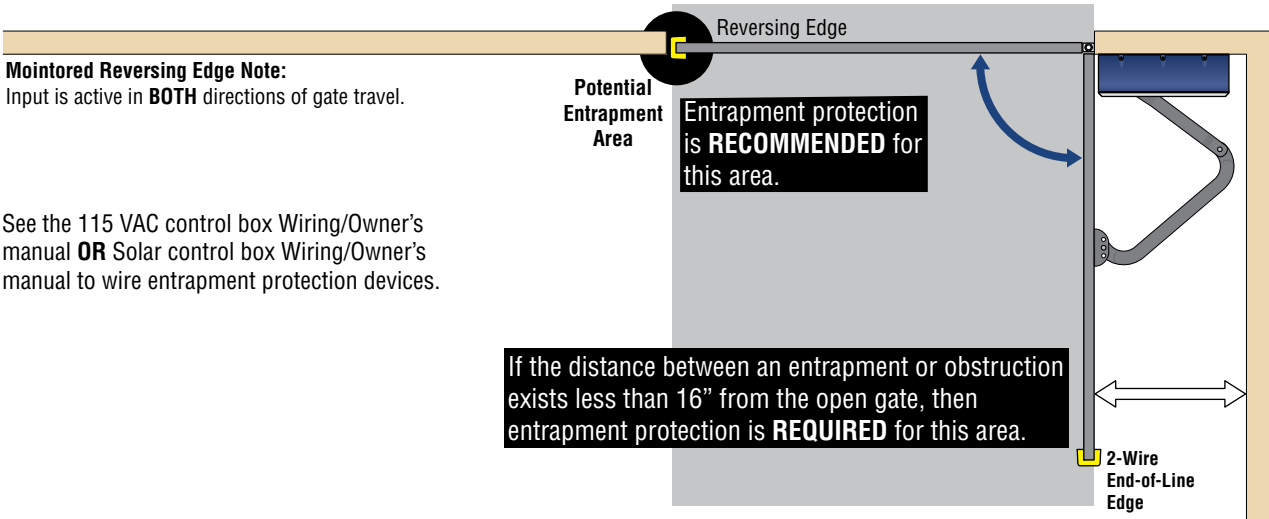 Reversing Edge
Mointored Reversing Edge Note:
Input is active in BOTH directions of gate travel.
Potential
Entrapment
Area
Entrapment protection
is RECOMMENDED for
this area.
See the 115 VAC control box Wiring/Owner's
manual OR Solar control box Wiring/Owner's
manual to wire entrapment protection devices.
If the distance between an entrapment or obstruction
exists less than 16” from the open gate, then
entrapment protection is REQUIRED for this area.
2-Wire
End-of-Line
Edge